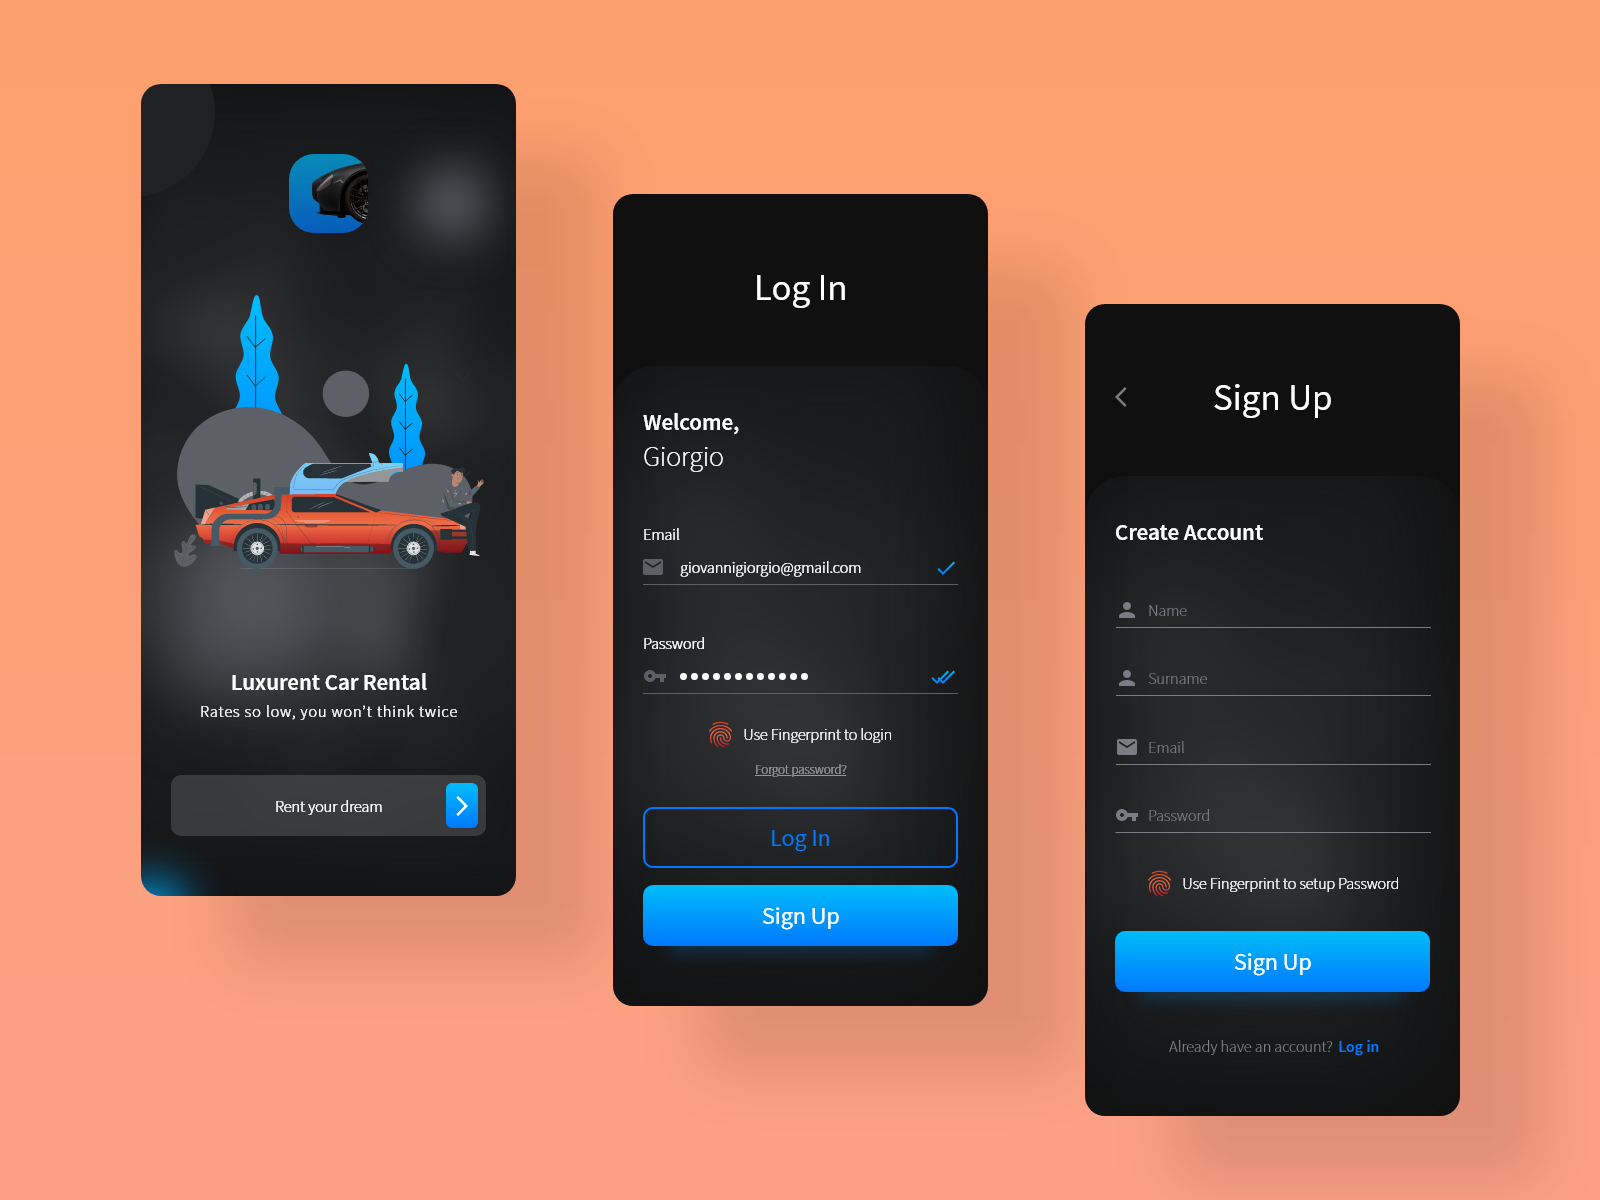 Luxurent Car Rental
Rates so low, you won't think twice
Rent your dream
Log In
Welcome,
Giorgio
Email
giovannigiorgio@gmail.com
Password
Use Fingerprint to login
Forgot password?
Log In
Sign Up
Sign Up
Create Account
Name
Surname
Email
Password
Use Fingerprint to setup Password
Sign Up
Already have an account? Log in